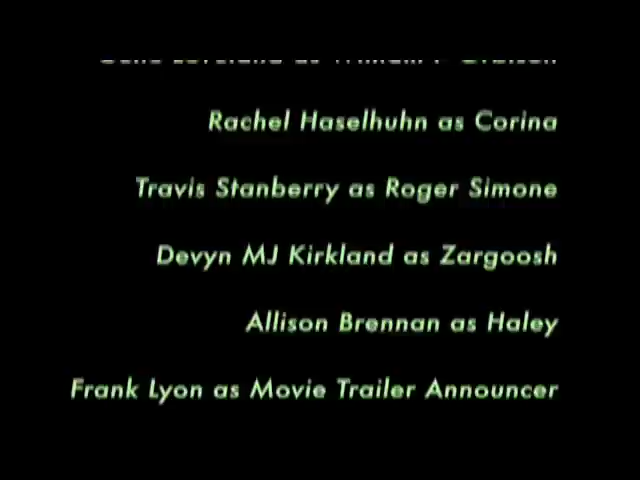 as
Rachel Haselhuhn as Corina
Travis Stanberry as Roger Simone
Devyn MJ Kirkland as Zargoosh
Allison Brennan as Haley
Frank Lyon as Movie Trailer Announcer